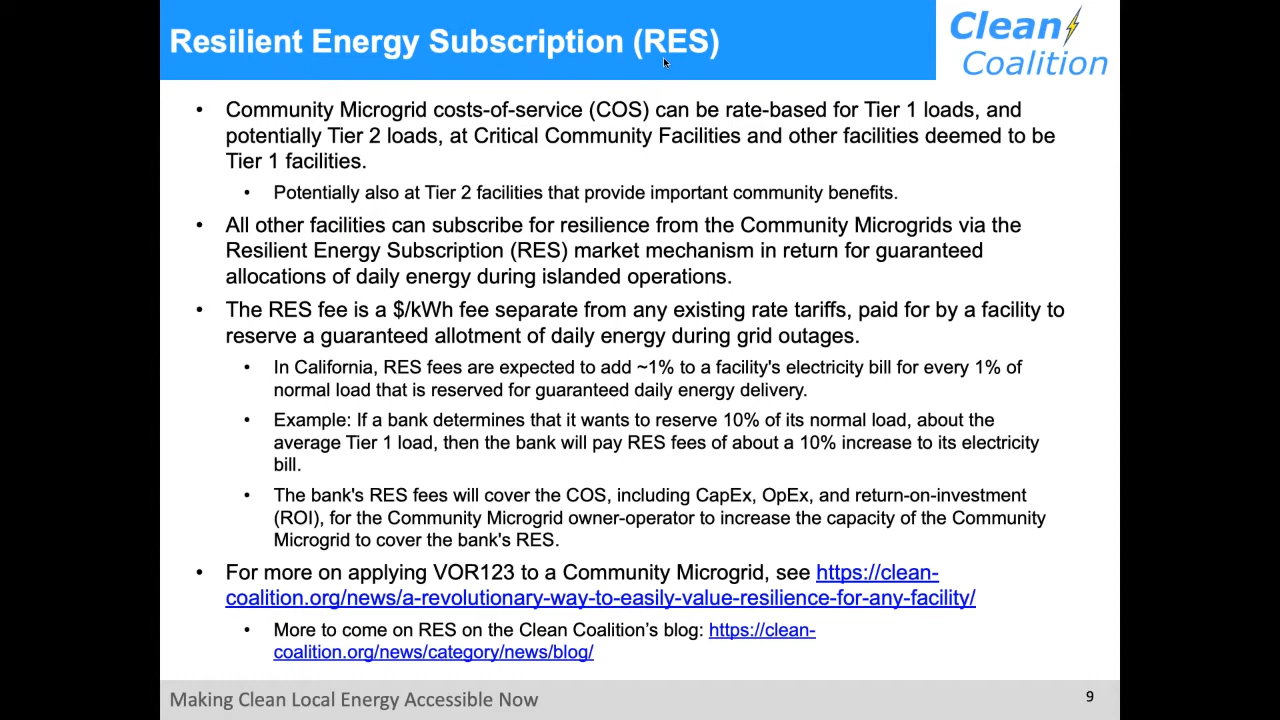 Resilient Energy Subscription (RES)
Clean
Coalition
• Community Microgrid costs-of-service (COS) can be rate-based for Tier 1 loads, and
potentially Tier 2 loads, at Critical Community Facilities and other facilities deemed to be
Tier 1 facilities.
• Potentially also at Tier 2 facilities that provide important community benefits.
• All other facilities can subscribe for resilience from the Community Microgrids via the
Resilient Energy Subscription (RES) market mechanism in return for guaranteed
allocations of daily energy during islanded operations.
• The RES fee is a $/kWh fee separate from any existing rate tariffs, paid for by a facility to
reserve a guaranteed allotment of daily energy during grid outages.
• In California, RES fees are expected to add ~1% to a facility's electricity bill for every 1% of
normal load that is reserved for guaranteed daily energy delivery.
• Example: If a bank determines that it wants to reserve 10% of its normal load, about the
average Tier 1 load, then the bank will pay RES fees of about a 10% increase to its electricity
bill.
• The bank's RES fees will cover the COS, including CapEx, OpEx, and return-on-investment
(ROI), for the Community Microgrid owner-operator to increase the capacity of the Community
Microgrid to cover the bank's RES.
• For more on applying VOR123 to a Community Microgrid, see https://clean-
coalition.org/news/a-revolutionary-way-to-easily-value-resilience-for-any-facility/
• More to come on RES on the Clean Coalition’s blog: https://clean-
coalition.org/news/category/news/blog/
Making Clean Local Energy Accessible Now
9